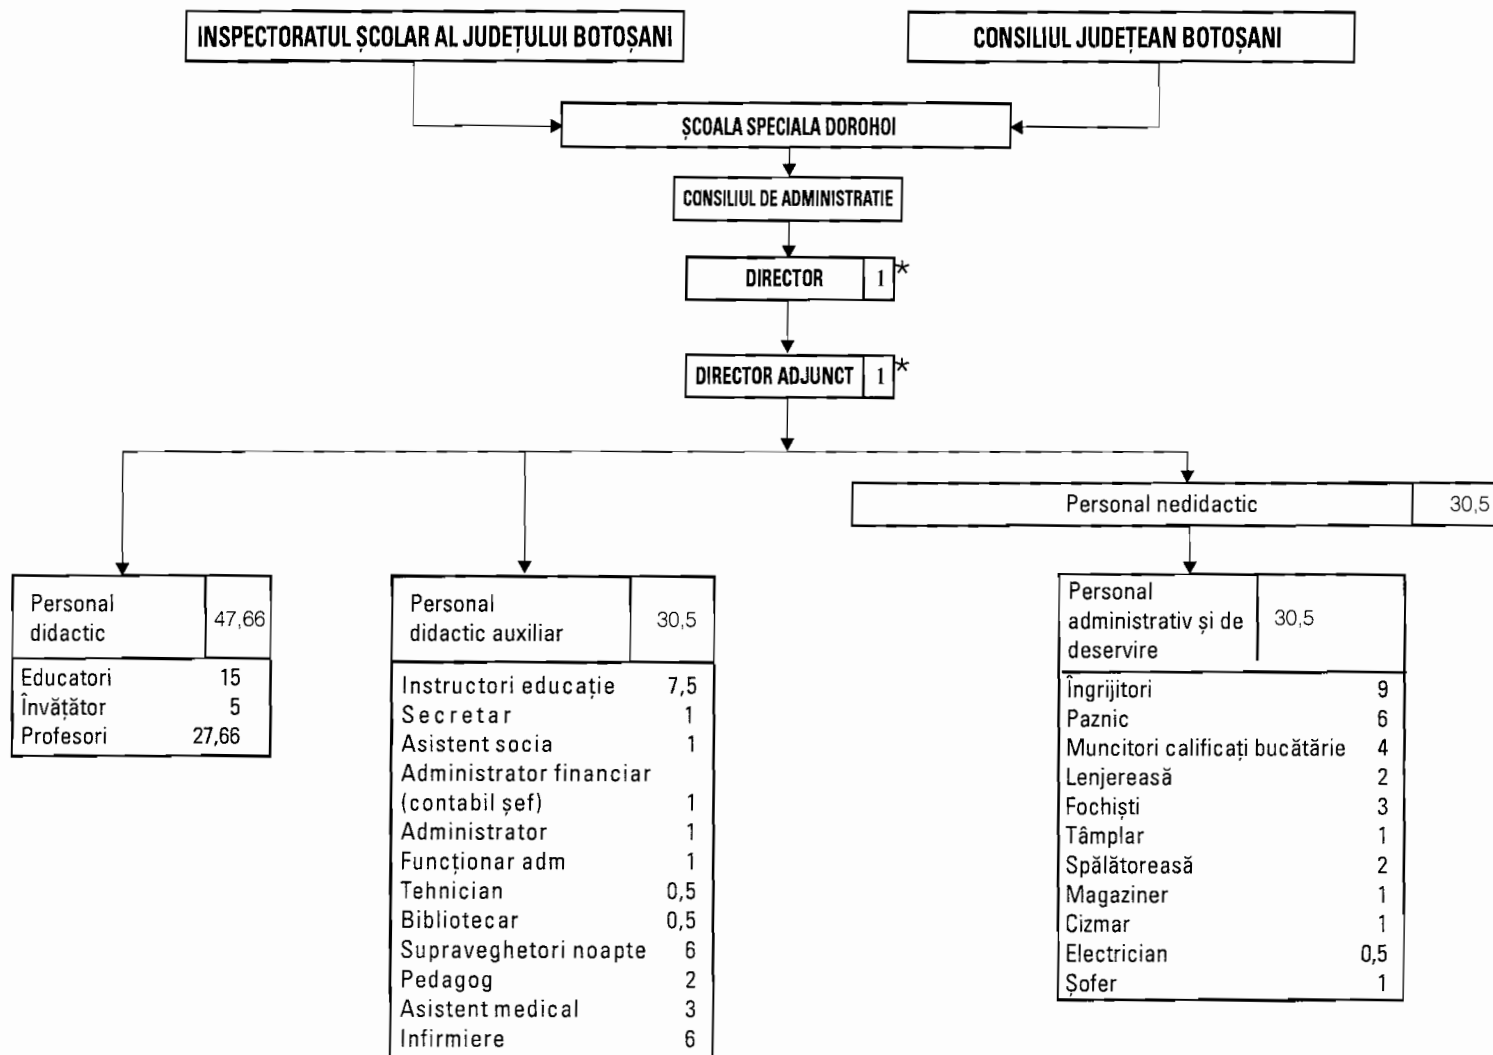 INSPECTORATUL ȘCOLAR AL JUDEȚULUI BOTOȘANI
CONSILIUL JUDEȚEAN BOTOȘANI
ȘCOALA SPECIALA DOROHOI
CONSILIUL DE ADMINISTRATIE
DIRECTOR 1 *
DIRECTOR ADJUNCT 1 *
Personal nedidactic 30,5
Personal
didactic 47,66
Educatori 15
Învățător 5
Profesori 27,66
Personal
didactic auxiliar 30,5
Instructori educație 7,5
Secretar 1
Asistent socia 1
Administrator financiar
(contabil șef) 1
Administrator 1
Funcționar adm 1
Tehnician 0,5
Bibliotecar 0,5
Supraveghetori noapte 6
Pedagog 2
Asistent medical 3
Infirmiere 6
Personal
administrativ și de 30,5
deservire
Îngrijitori 9
Paznic 6
Muncitori calificați bucătărie 4
Lenjereasă 2
Fochiști 3
Tâmplar 1
Spălătoreasă 2
Magaziner 1
Cizmar 1
Electrician 0,5
Șofer 1